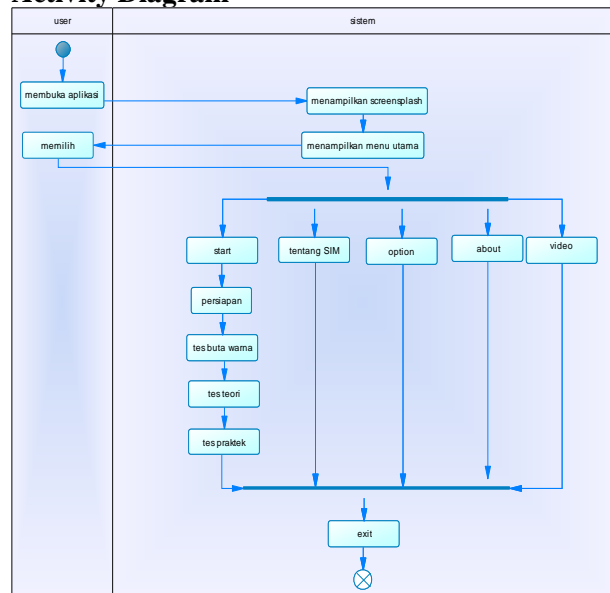 Activity Diagram
user
sistem
membuka aplikasi
menampilkan screensplash
memilih
menampilkan menu utama
start
tentang SIM
option
about
video
persiapan
tes buta warna
tes teori
tes praktek
exit